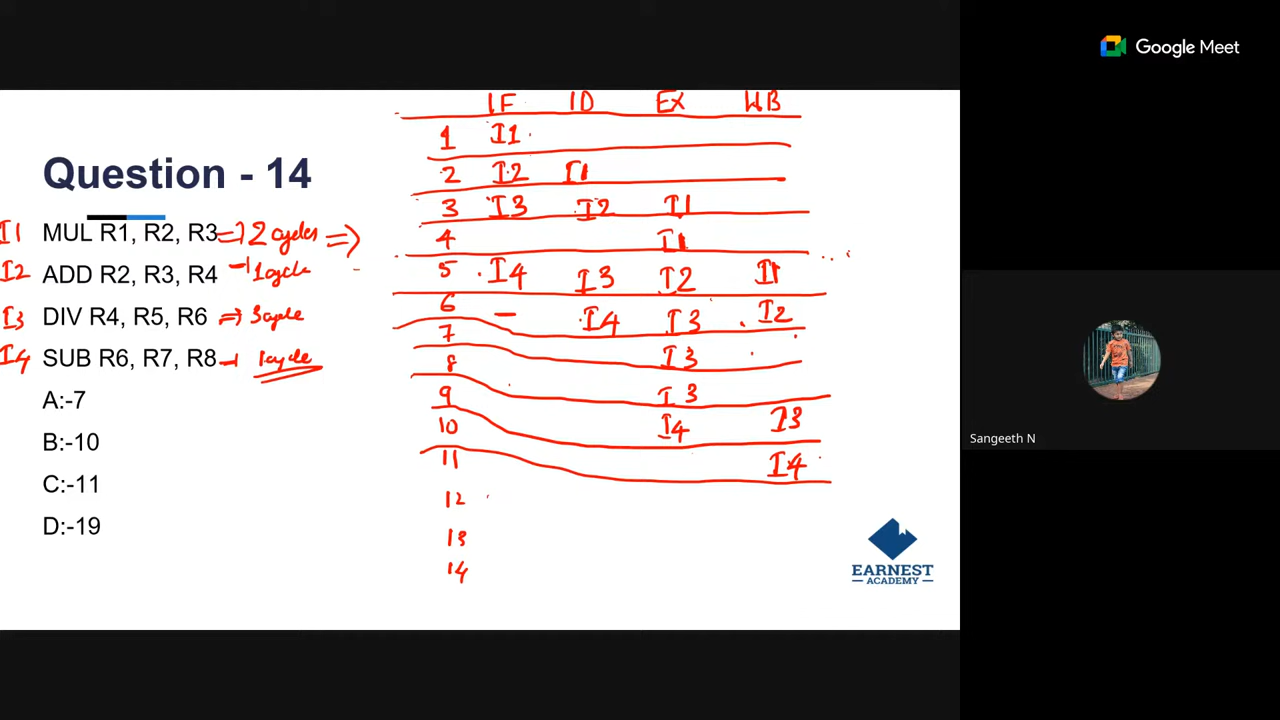 Google Meet
IF ID EX WB
1 I1
2 I2 I1
3 I3 I2 I1
4 I1
5 I4 I3 I2 I1
6 - I4 I3 I2
7 I3
8
9 I3
10 I4 I3
11 I4
12
13
14
Question - 14
I1 MUL R1, R2, R3 => 2 cycles =>
I2 ADD R2, R3, R4 - 1 cycle
I3 DIV R4, R5, R6 =>
I4 SUB R6, R7, R8 - 1 cycle
A:-7
B:-10
C:-11
D:-19
EARNEST
ACADEMY
Sangeeth N